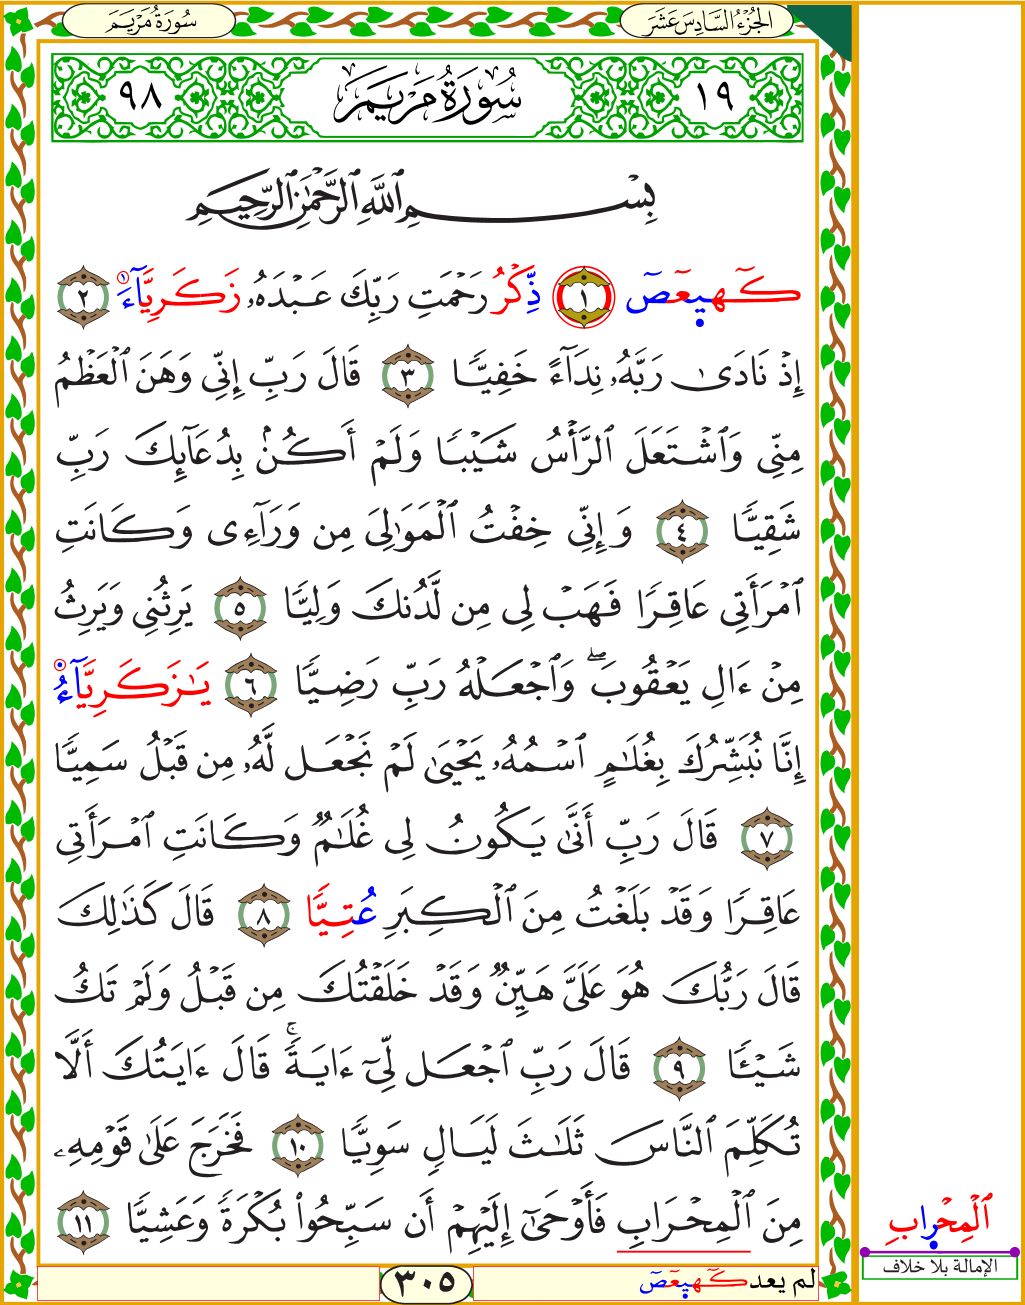 الجُزْءُ السَّادِسَ عَشَرَ
سُورَةُ مَرْيَمَ
١٩ سُورَةُ مَرْيَمَ ٩٨
بِسْمِ ٱللَّهِ ٱلرَّحْمَٰنِ ٱلرَّحِيمِ
كٓهيعٓصٓ ١ ذِّكْرُ رَحْمَتِ رَبِّكَ عَبْدَهُۥ زَكَرِيَّآءَ ٢
إِذْ نَادَىٰ رَبَّهُۥ نِدَآءً خَفِيًّا ٣ قَالَ رَبِّ إِنِّي وَهَنَ ٱلْعَظْمُ
مِنِّي وَٱشْتَعَلَ ٱلرَّأْسُ شَيْبًا وَلَمْ أَكُنۢ بِدُعَآئِكَ رَبِّ
شَقِيًّا ٤ وَإِنِّي خِفْتُ ٱلْمَوَٰلِيَ مِن وَرَآءِي وَكَانَتِ
ٱمْرَأَتِي عَاقِرًا فَهَبْ لِي مِن لَّدُنكَ وَلِيًّا ٥ يَرِثُنِي وَيَرِثُ
مِنْ ءَالِ يَعْقُوبَۖ وَٱجْعَلْهُ رَبِّ رَضِيًّا ٦ يَٰزَكَرِيَّآءُ
إِنَّا نُبَشِّرُكَ بِغُلَٰمٍ ٱسْمُهُۥ يَحْيَىٰ لَمْ نَجْعَل لَّهُۥ مِن قَبْلُ سَمِيًّا
٧ قَالَ رَبِّ أَنَّىٰ يَكُونُ لِي غُلَٰمٌ وَكَانَتِ ٱمْرَأَتِي
عَاقِرًا وَقَدْ بَلَغْتُ مِنَ ٱلْكِبَرِ عُتِيًّا ٨ قَالَ كَذَٰلِكَ
قَالَ رَبُّكَ هُوَ عَلَيَّ هَيِّنٌ وَقَدْ خَلَقْتُكَ مِن قَبْلُ وَلَمْ تَكُ
شَيْـًٔا ٩ قَالَ رَبِّ ٱجْعَل لِّيٓ ءَايَةًۚ قَالَ ءَايَتُكَ أَلَّا
تُكَلِّمَ ٱلنَّاسَ ثَلَٰثَ لَيَالٍ سَوِيًّا ١٠ فَخَرَجَ عَلَىٰ قَوْمِهِۦ
مِنَ ٱلْمِحْرَابِ فَأَوْحَىٰٓ إِلَيْهِمْ أَن سَبِّحُوا۟ بُكْرَةً وَعَشِيًّا ١١
ٱلْمِحْرَابِ
الإمالة بلا خلاف
لم يعد كٓهيعٓصٓ
٣٠٥